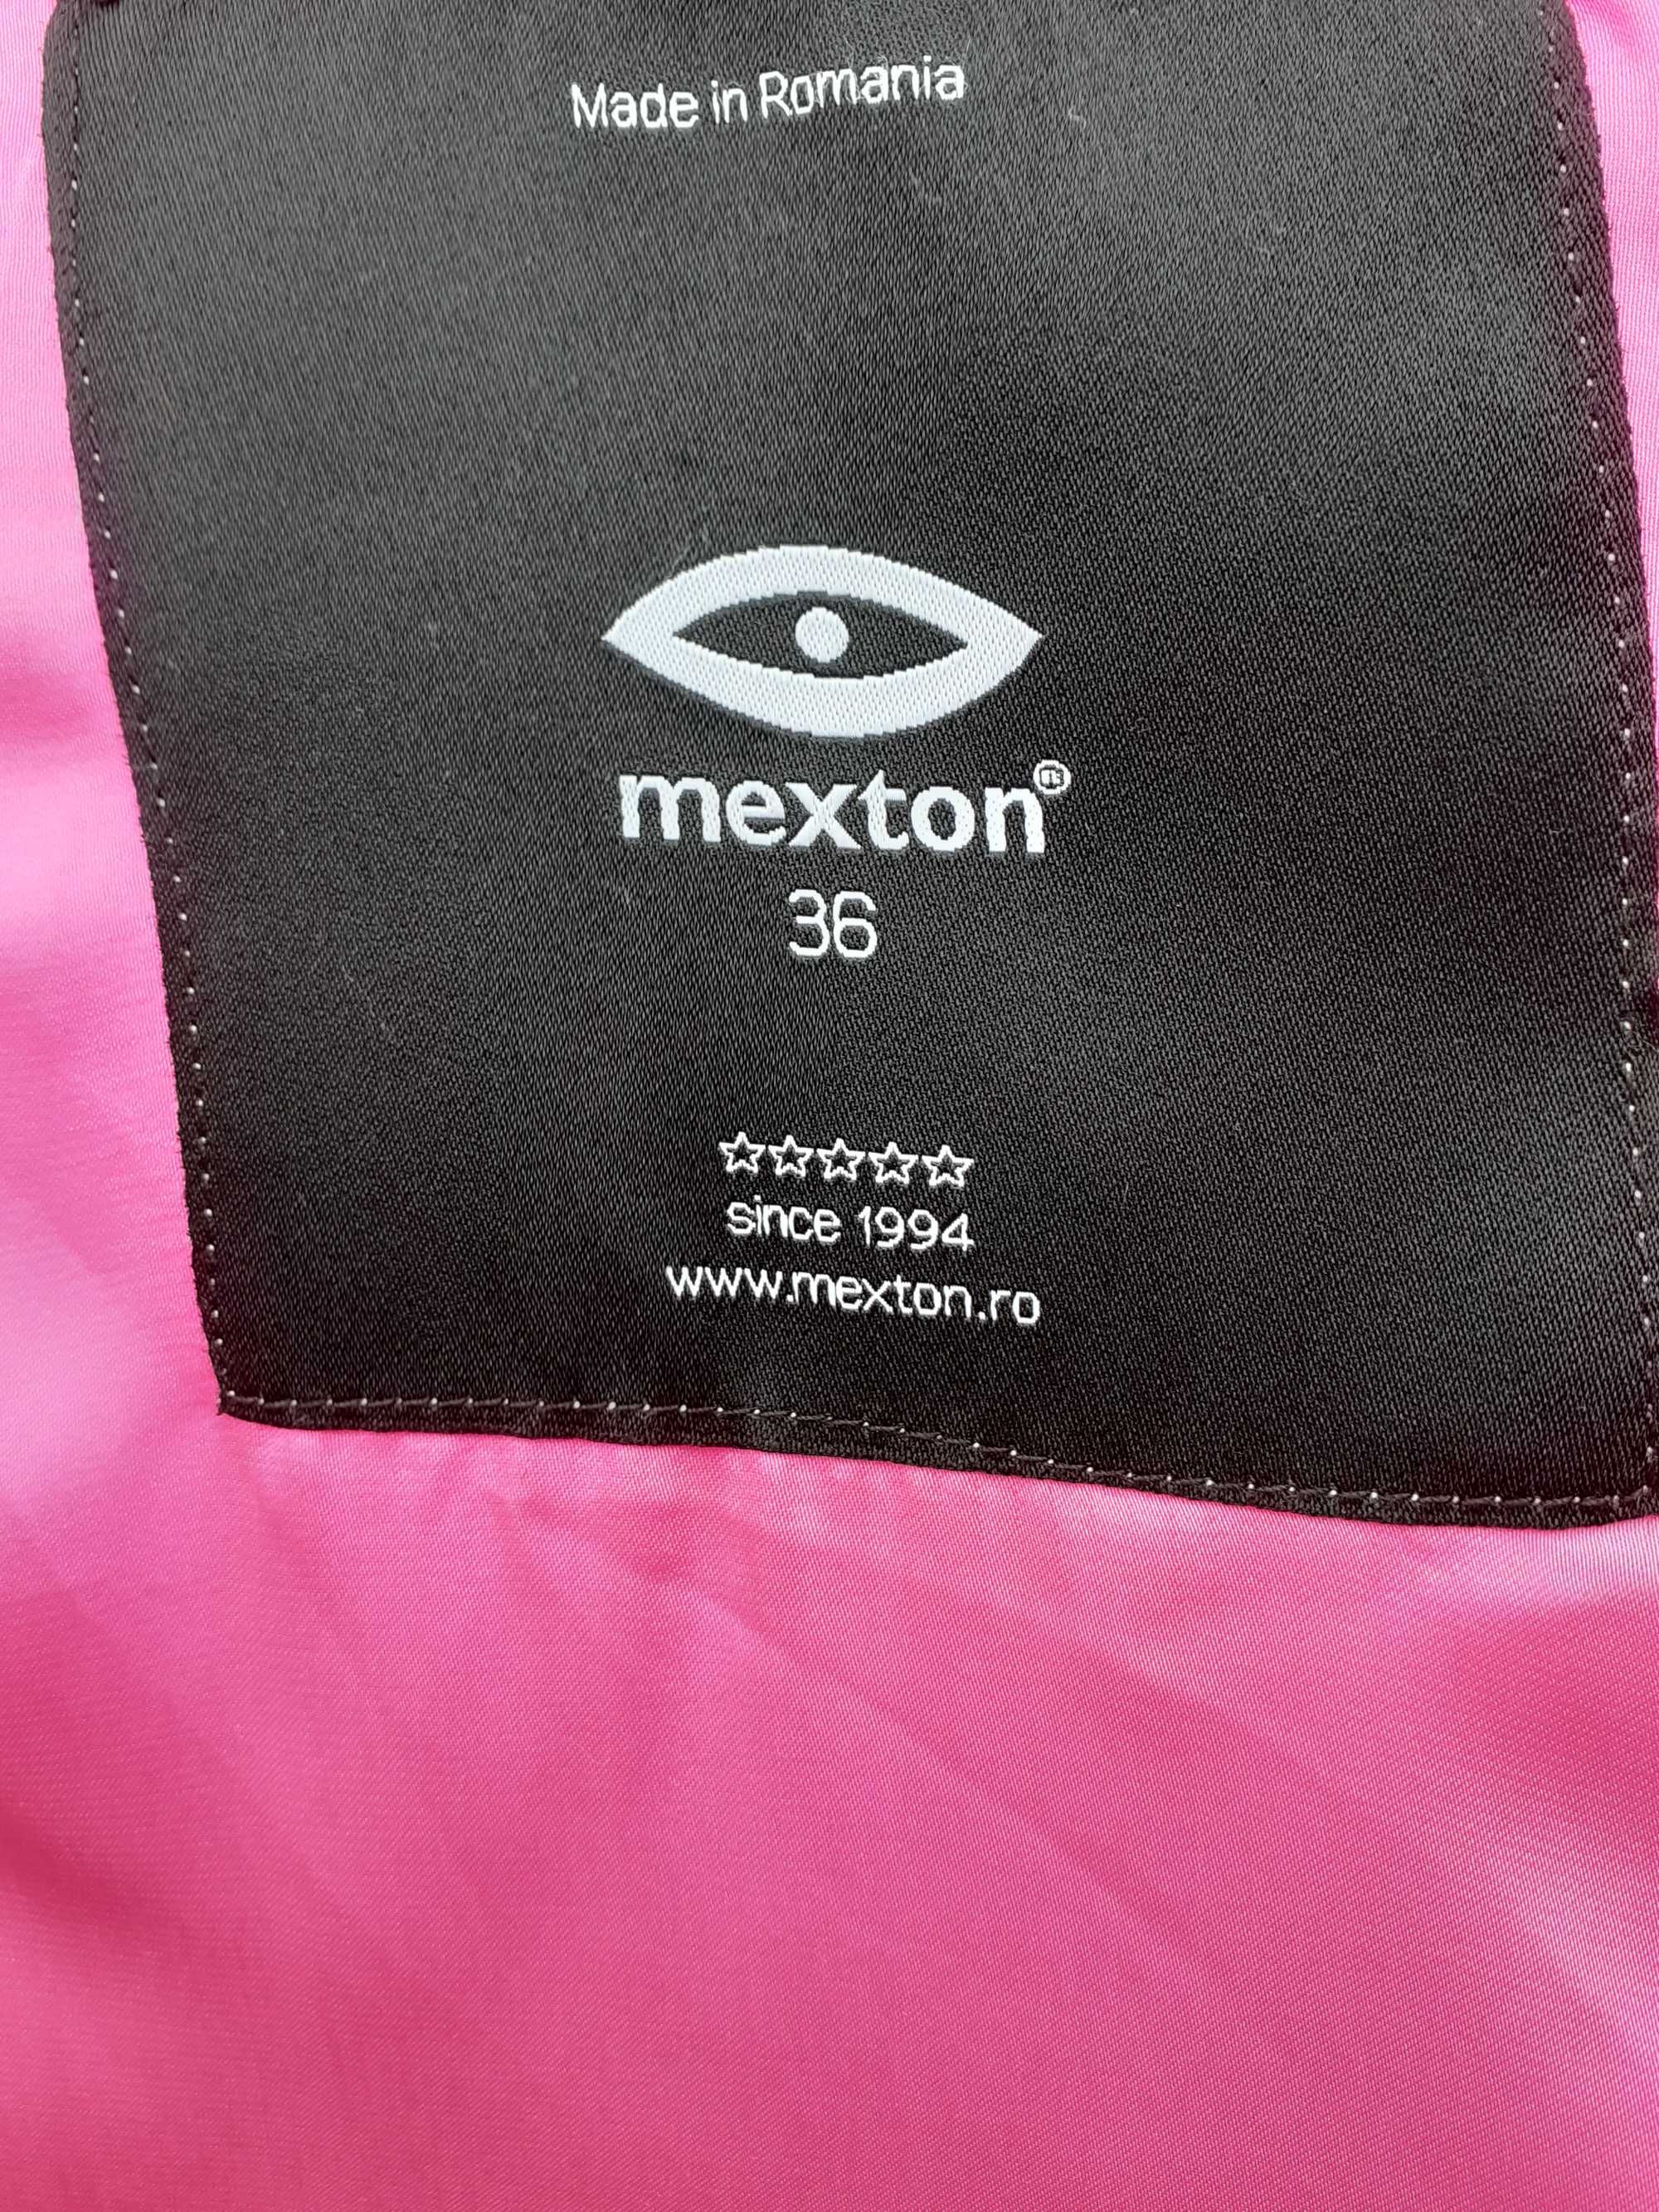 Made in Romania
mexton®
36
since 1994
www.mexton.ro